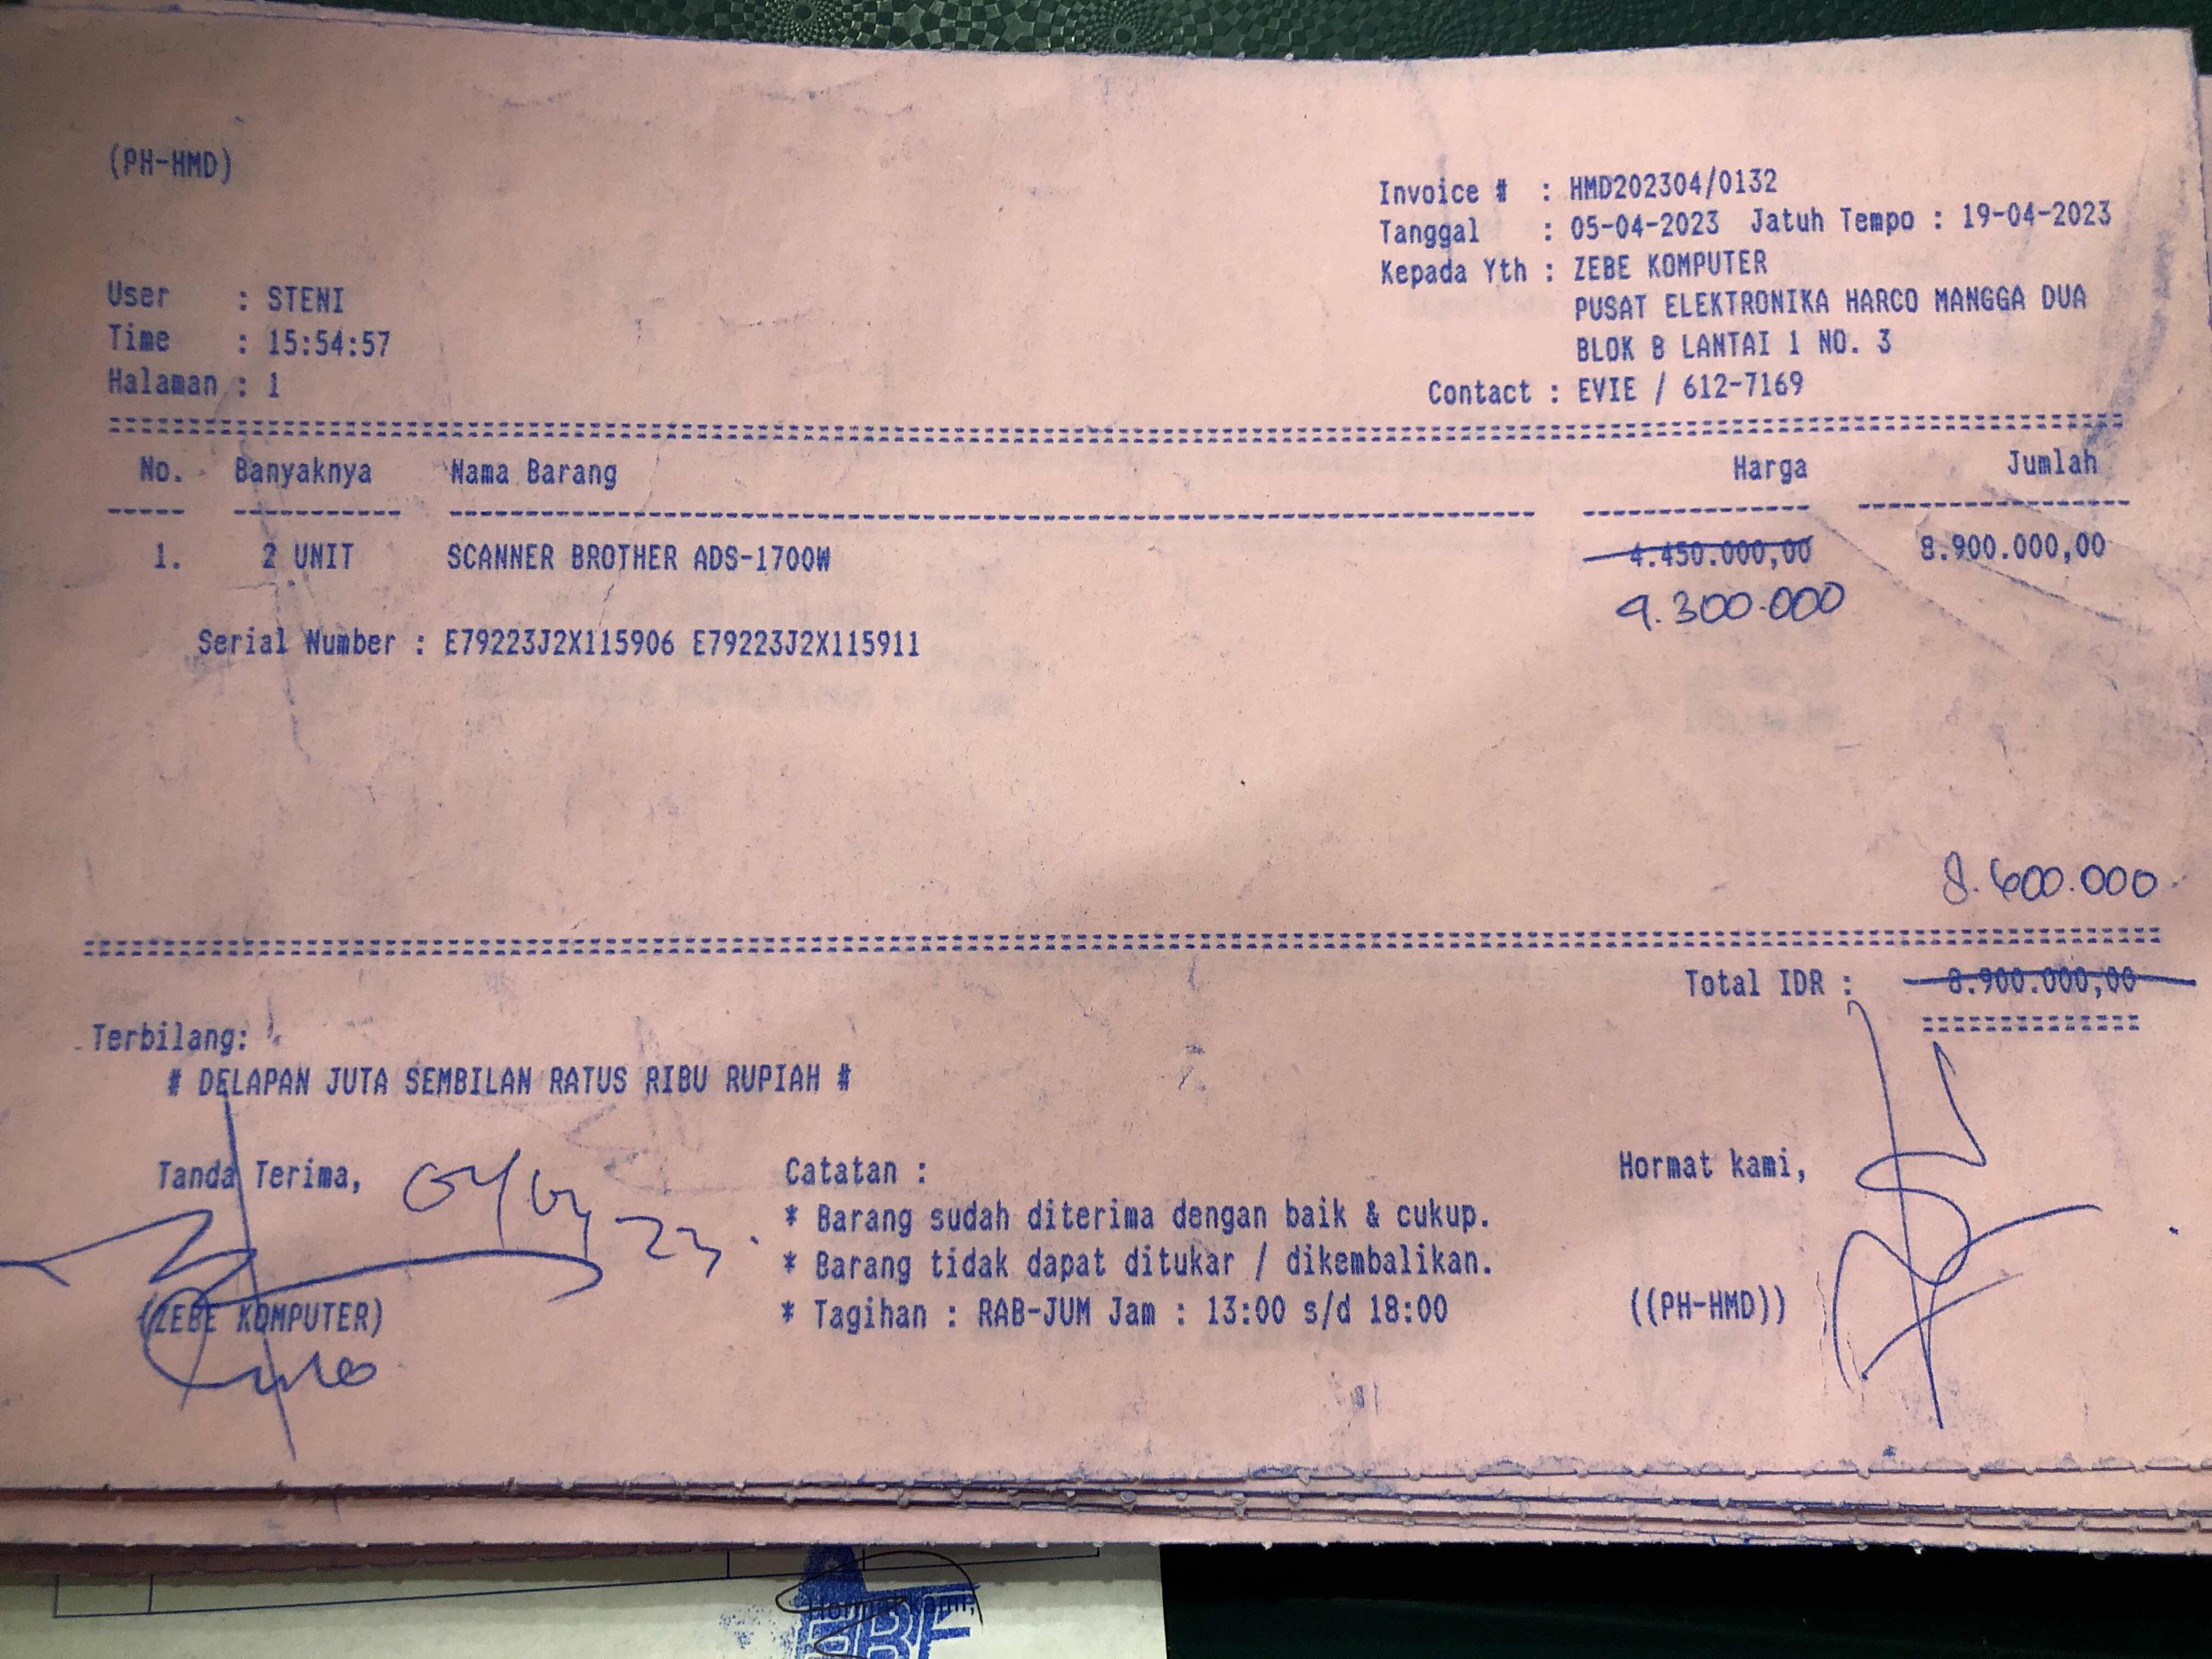 (PH-HMD)
Invoice # : HMD202304/0132
Tanggal : 05-04-2023 Jatuh Tempo : 19-04-2023
Kepada Yth : ZEBE KOMPUTER
PUSAT ELEKTRONIKA HARCO MANGGA DUA
BLOK B LANTAI 1 NO. 3
Contact : EVIE / 612-7169
User : STENI
Time : 15:54:57
Halaman : 1
No. Banyaknya Nama Barang Harga Jumlah
1. 2 UNIT SCANNER BROTHER ADS-1700W 4.450.000,00 8.900.000,00
4.300.000
Serial Number : E79223J2X115906 E79223J2X115911
8.600.000
Total IDR : 8.900.000,00
Terbilang:
# DELAPAN JUTA SEMBILAN RATUS RIBU RUPIAH #
Tanda Terima,
Catatan :
* Barang sudah diterima dengan baik & cukup.
* Barang tidak dapat ditukar / dikembalikan.
* Tagihan : RAB-JUM Jam : 13:00 s/d 18:00
Hormat kami,
(ZEBE KOMPUTER)
((PH-HMD))
Hormat kami,